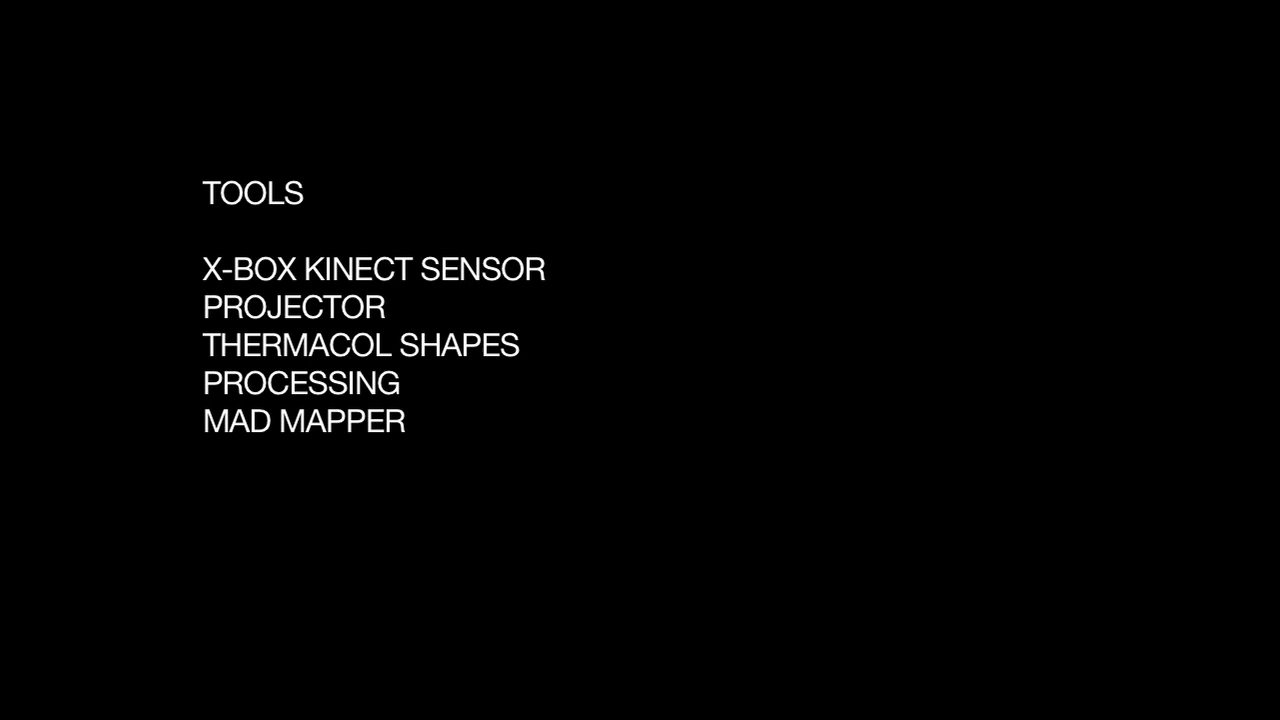 TOOLS
X-BOX KINECT SENSOR
PROJECTOR
THERMACOL SHAPES
PROCESSING
MAD MAPPER